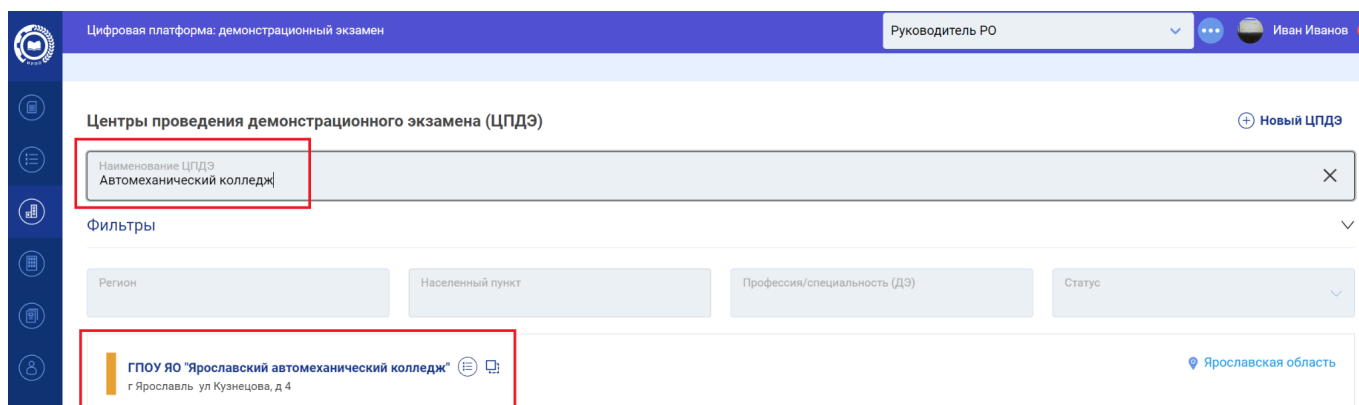 Цифровая платформа: демонстрационный экзамен
Руководитель РО
Иван Иванов
Центры проведения демонстрационного экзамена (ЦПДЭ)
Новый ЦПДЭ
Наименование ЦПДЭ
Автомеханический колледж
Фильтры
Регион
Населенный пункт
Профессия/специальность (ДЭ)
Статус
ГПОУ ЯО "Ярославский автомеханический колледж"
Ярославская область
г Ярославль ул Кузнецова, д 4